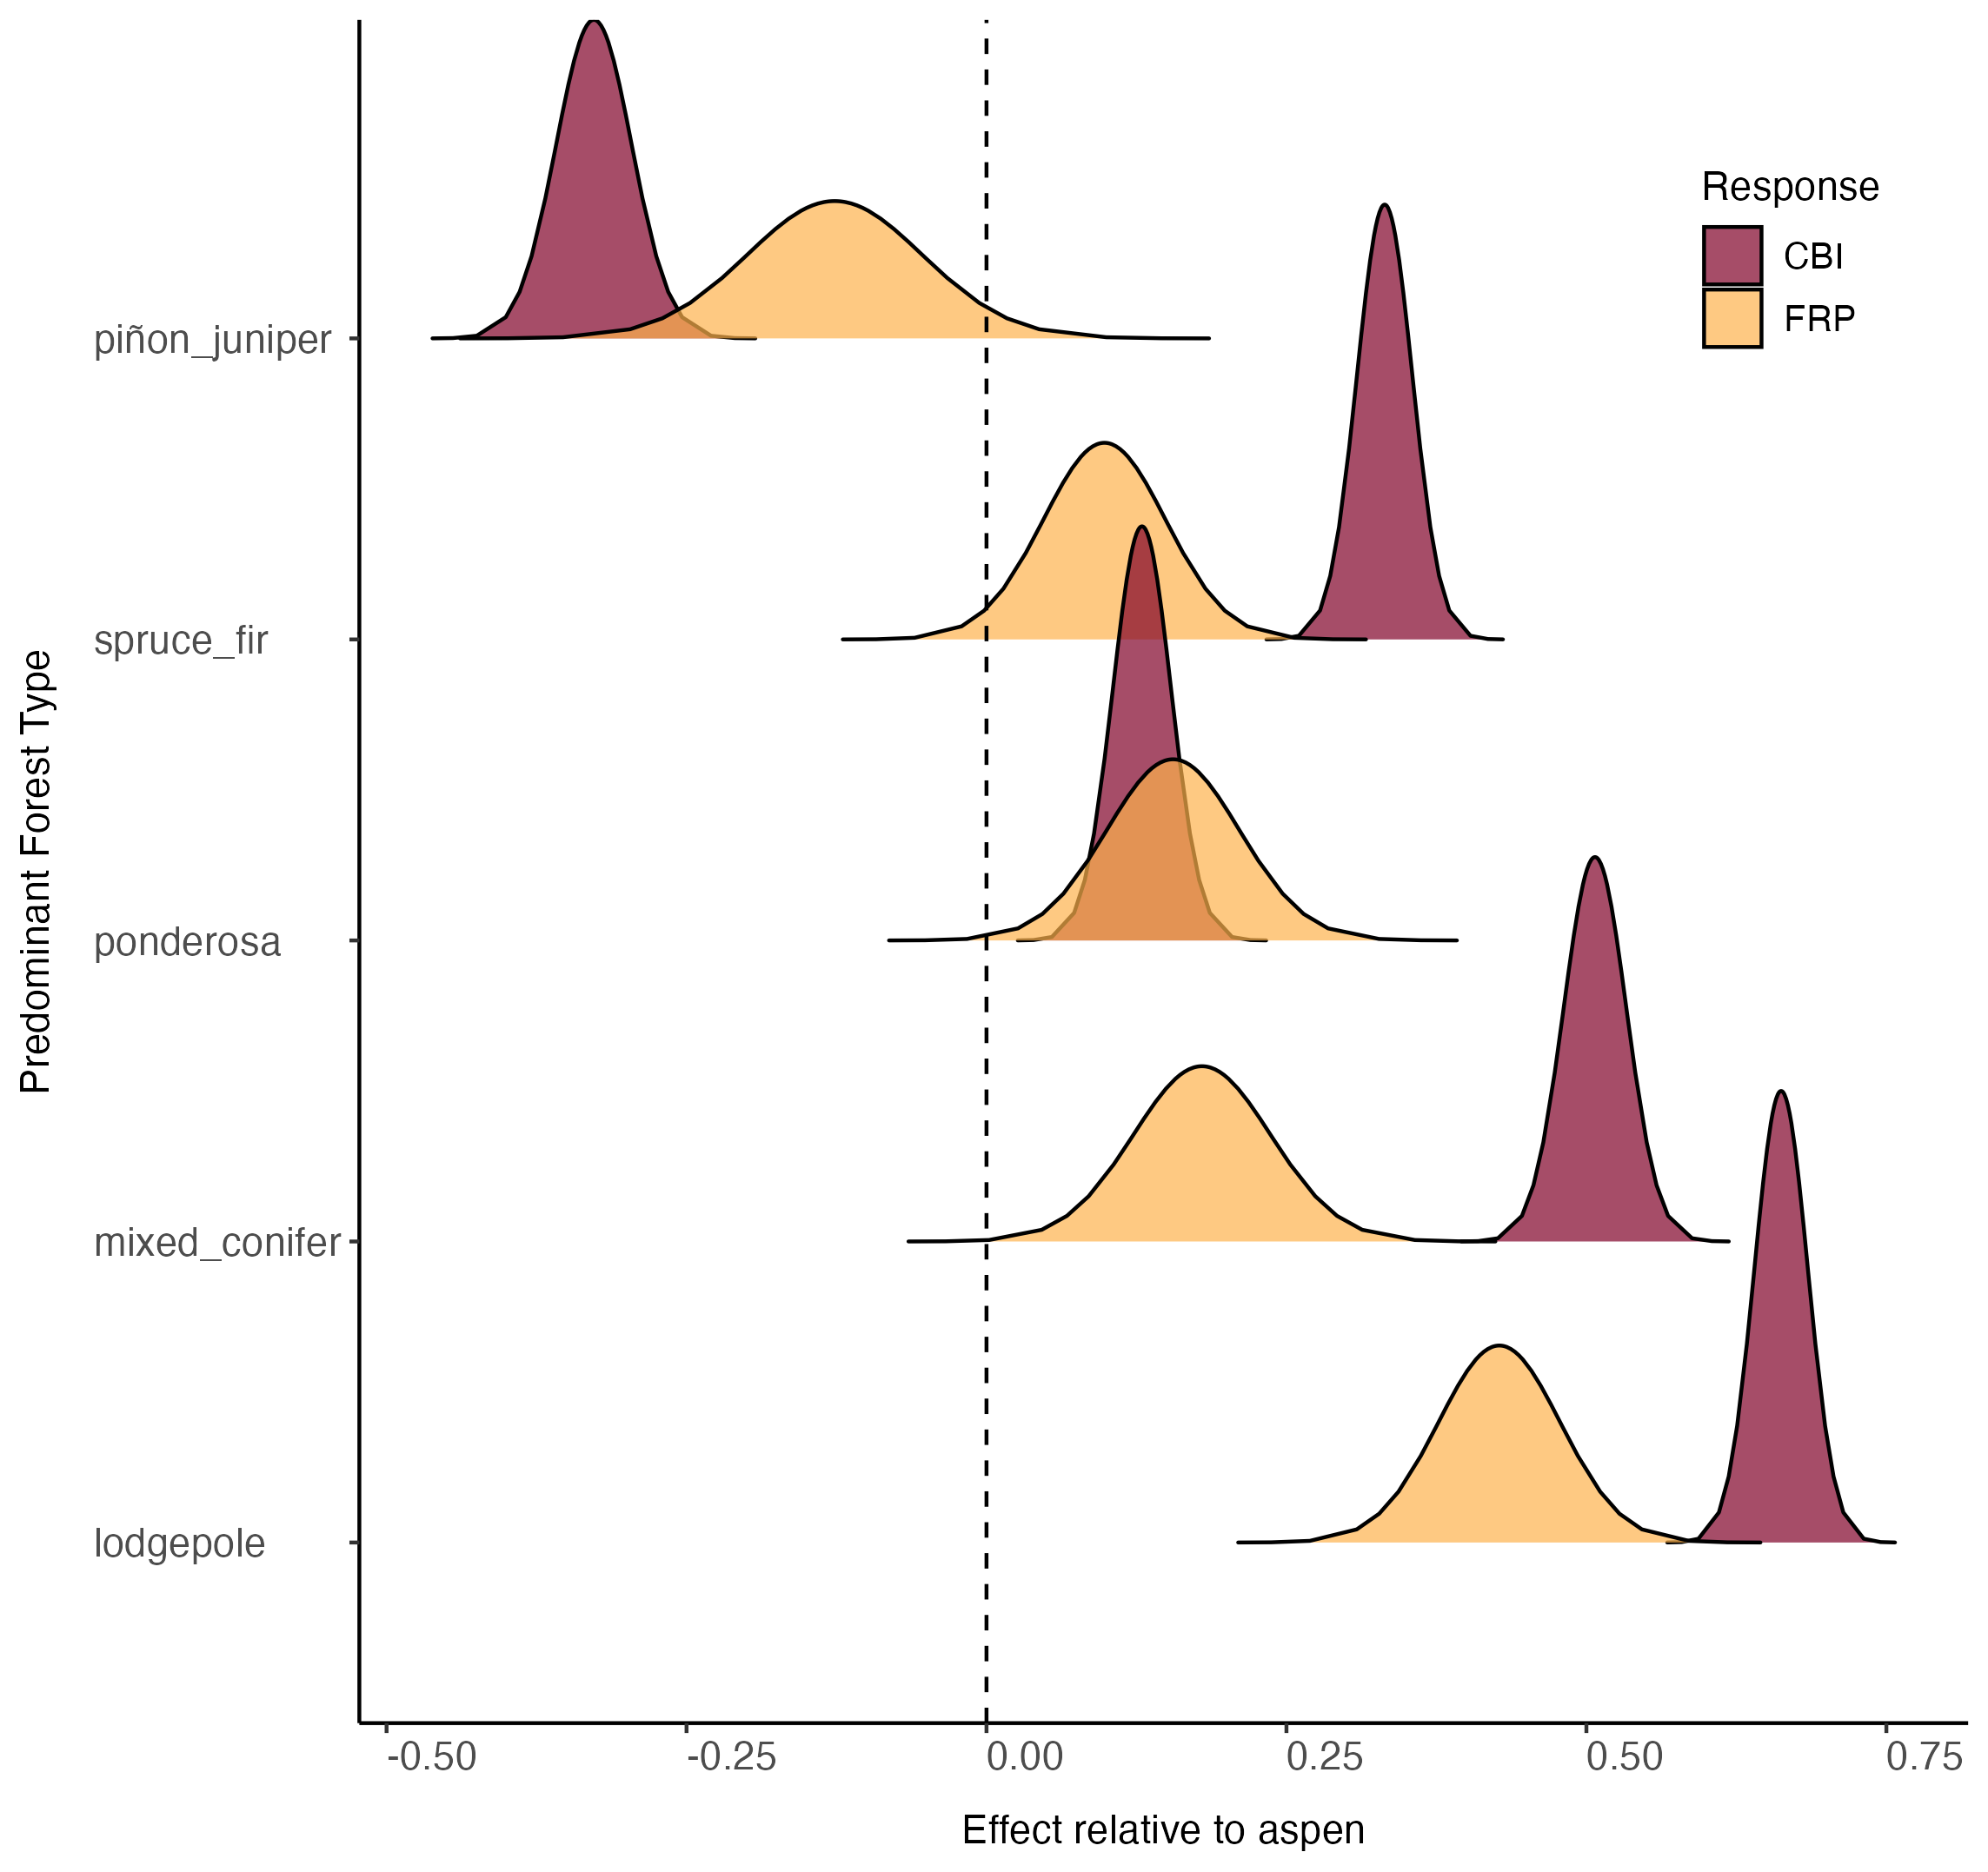 Response
CBI
FRP
piñon_juniper
spruce_fir
ponderosa
mixed_conifer
lodgepole
Predominant Forest Type
-0.50 -0.25 0.00 0.25 0.50 0.75
Effect relative to aspen